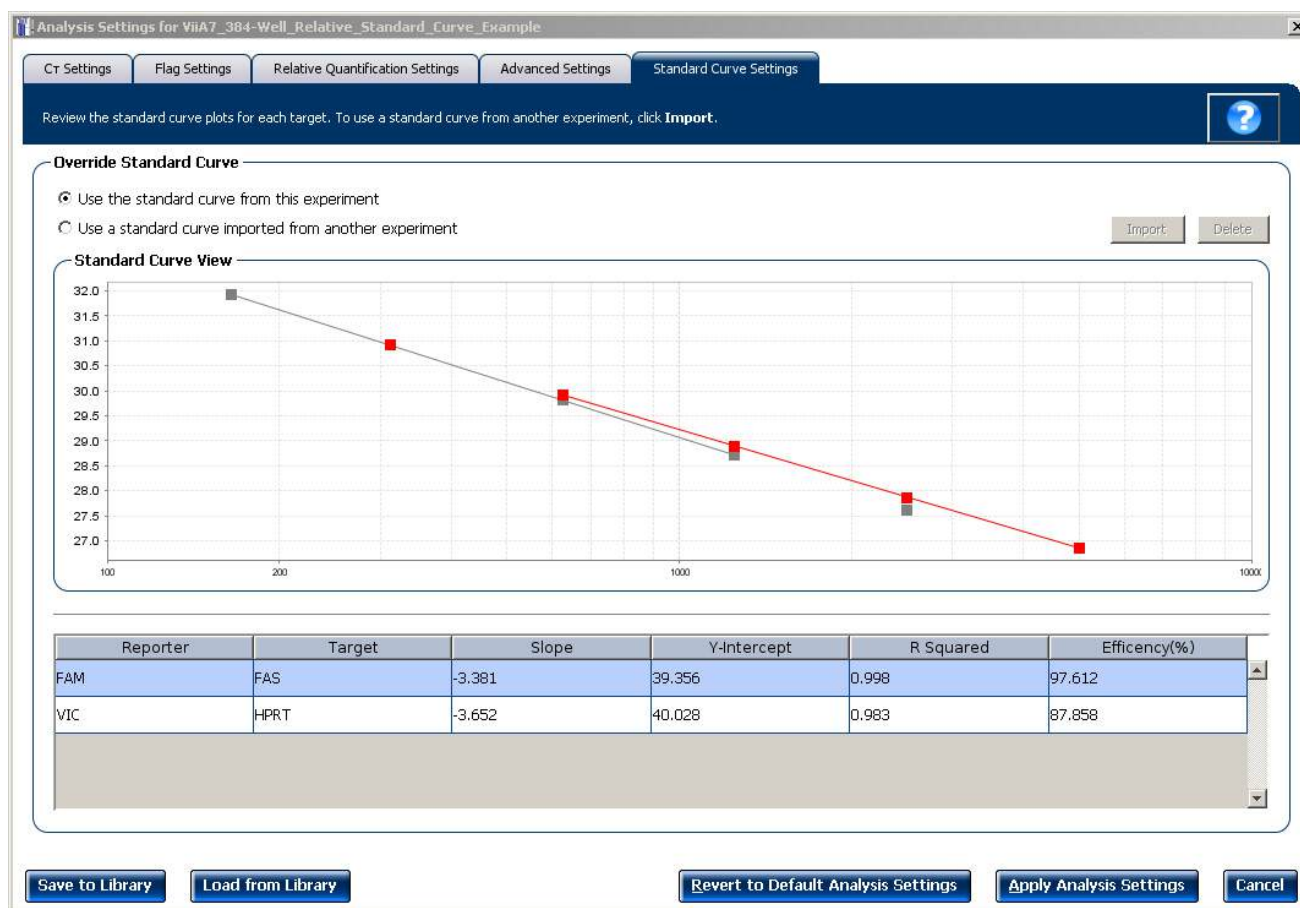 Analysis Settings for ViiA7_384-Well_Relative_Standard_Curve_Example
CT Settings
Flag Settings
Relative Quantification Settings
Advanced Settings
Standard Curve Settings
Review the standard curve plots for each target. To use a standard curve from another experiment, click Import.
?
Override Standard Curve
Use the standard curve from this experiment
Use a standard curve imported from another experiment
Import
Delete
Standard Curve View
32.0
31.5
31.0
30.5
30.0
29.5
29.0
28.5
28.0
27.5
27.0
100 200 1000 1000
Reporter Target Slope Y-Intercept R Squared Efficency(%)
FAM FAS -3.381 39.356 0.998 97.612
VIC HPRT -3.652 40.028 0.983 87.858
Save to Library
Load from Library
Revert to Default Analysis Settings
Apply Analysis Settings
Cancel